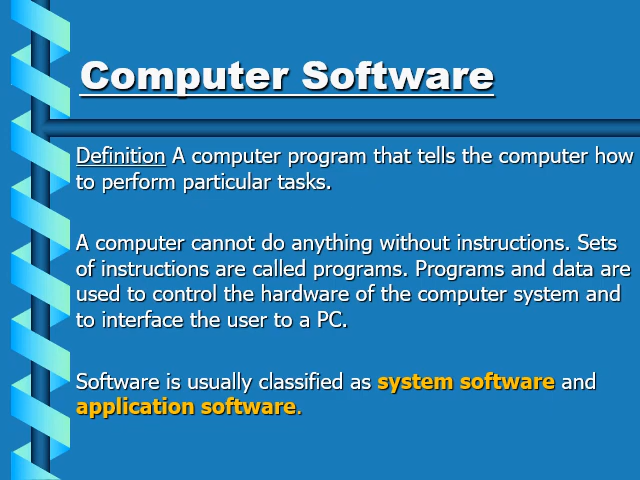 Computer Software
Definition A computer program that tells the computer how
to perform particular tasks.
A computer cannot do anything without instructions. Sets
of instructions are called programs. Programs and data are
used to control the hardware of the computer system and
to interface the user to a PC.
Software is usually classified as system software and
application software.